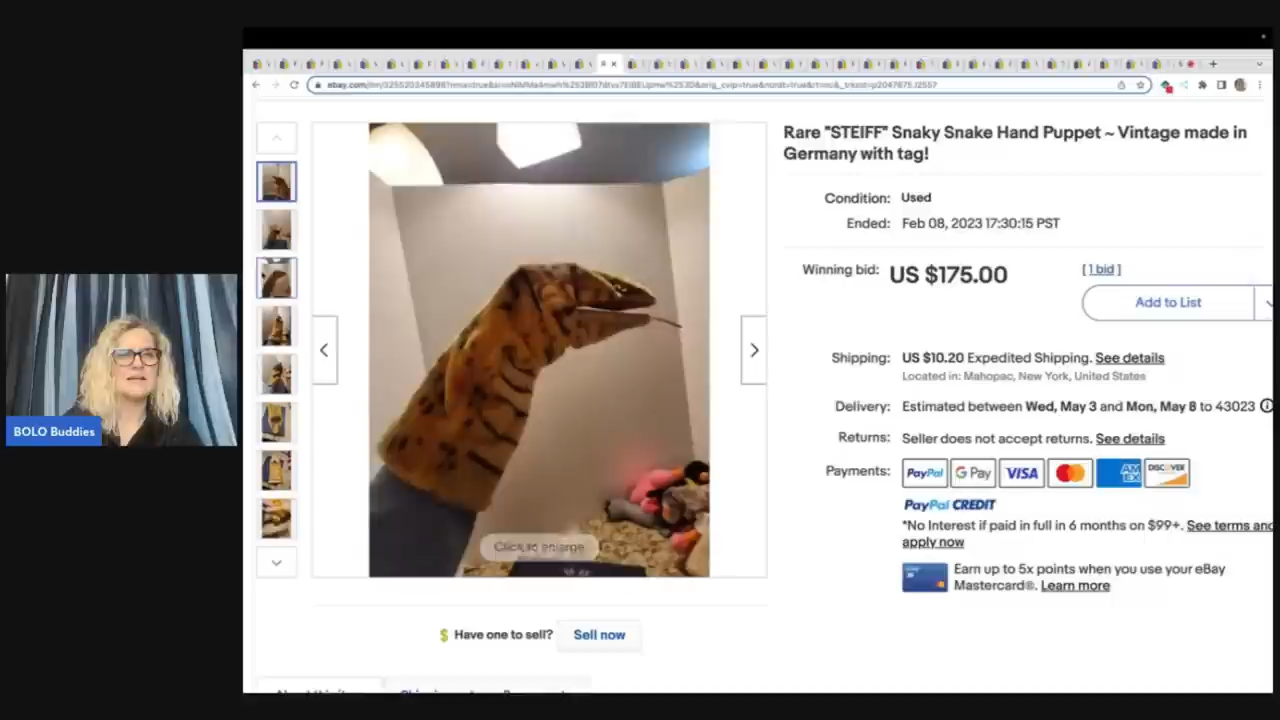 Rare "STEIFF" Snaky Snake Hand Puppet ~ Vintage made in
Germany with tag!
Condition: Used
Ended: Feb 08, 2023 17:30:15 PST
Winning bid: US $175.00 [ 1 bid ]
Add to List
Shipping: US $10.20 Expedited Shipping. See details
Located in: Mahopac, New York, United States
Delivery: Estimated between Wed, May 3 and Mon, May 8 to 43023
Returns: Seller does not accept returns. See details
Payments: PayPal G Pay VISA AM EX DISCOVER
PayPal CREDIT
*No Interest if paid in full in 6 months on $99+. See terms and
apply now
Earn up to 5x points when you use your eBay
Mastercard®. Learn more
Click to enlarge
$ Have one to sell? Sell now
BOLO Buddies